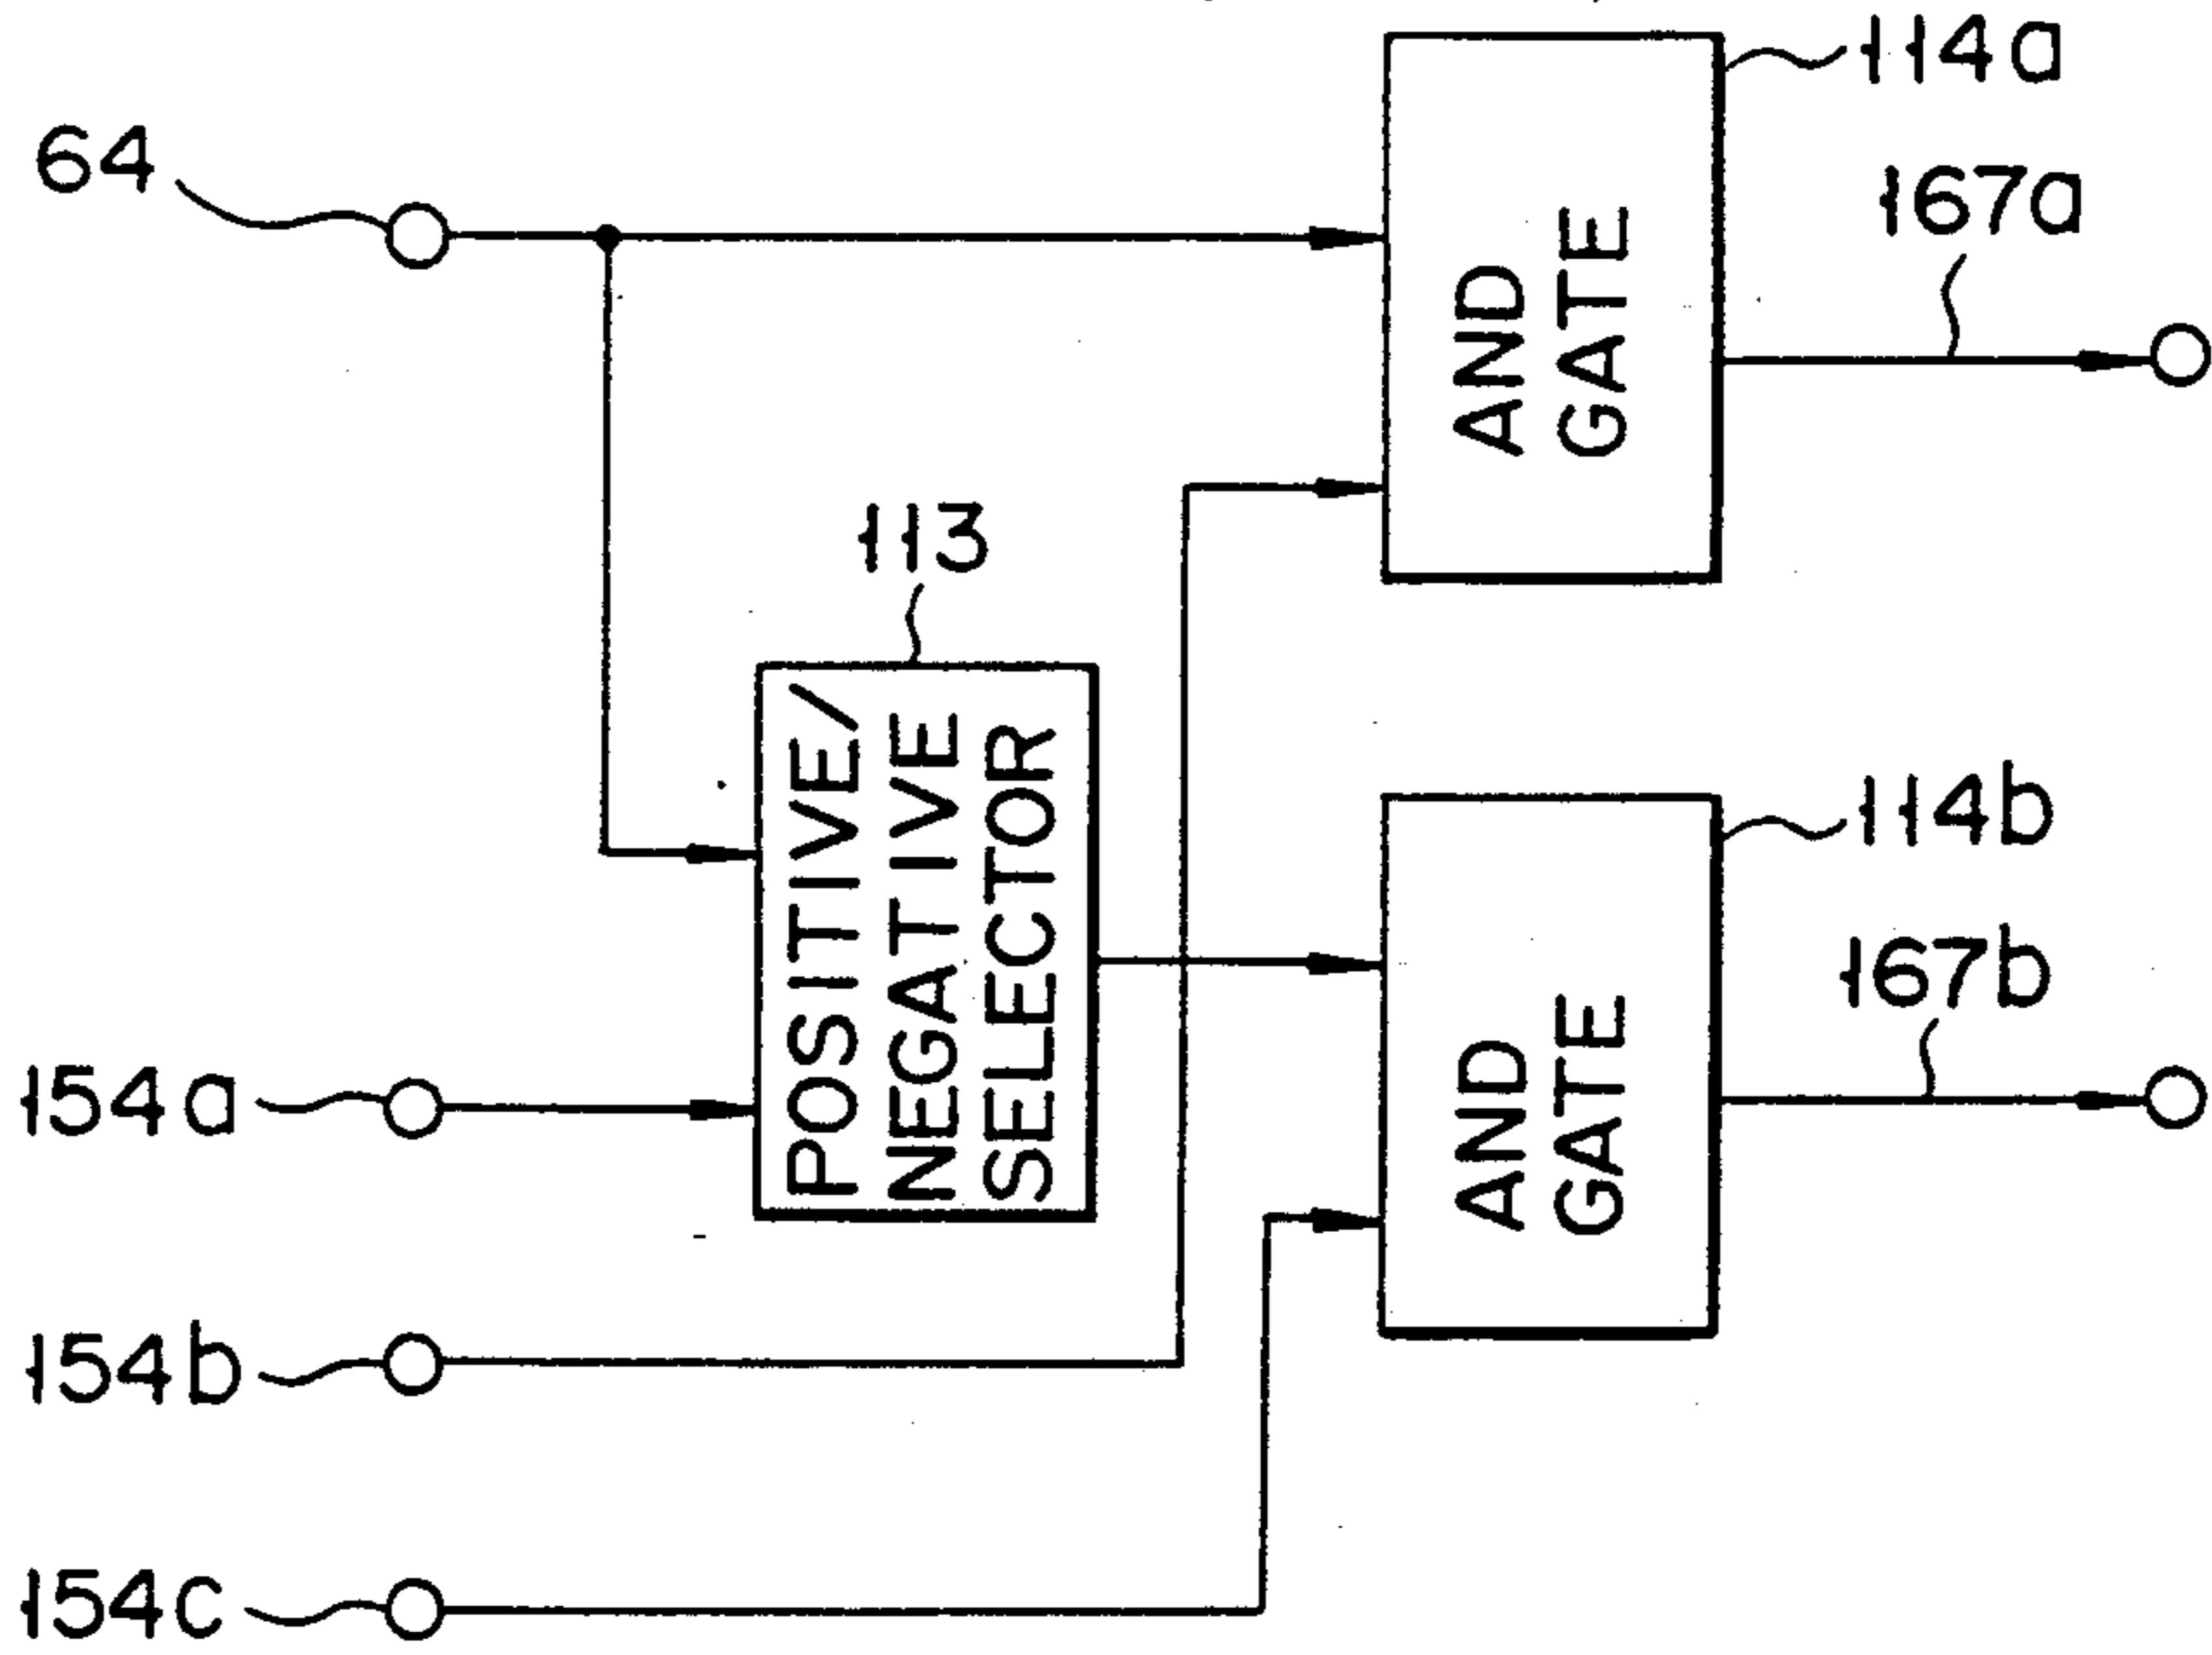 114a
64
167a
AND
GATE
113
POSITIVE/
NEGATIVE
SELECTOR
114b
167b
AND
GATE
154a
154b
154c